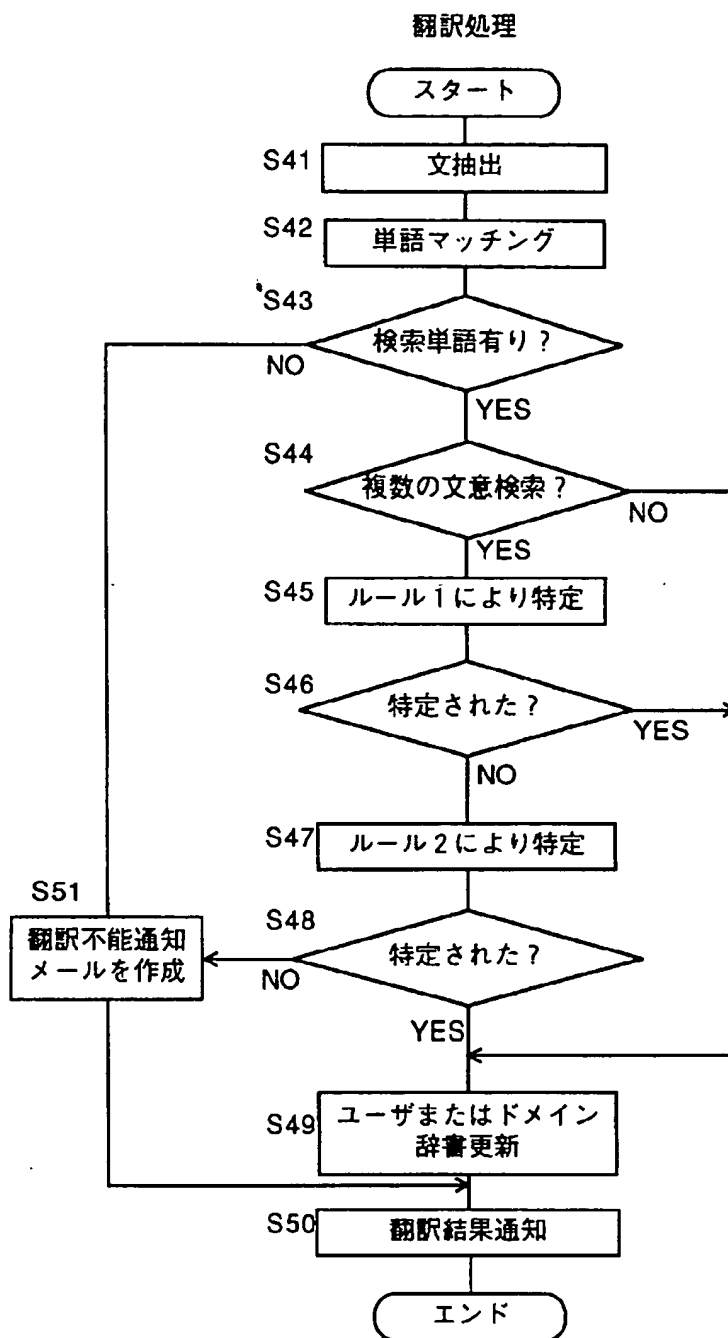 翻訳処理
スタート
S41
文抽出
S42
単語マッチング
S43
検索単語有り？
NO
YES
S44
複数の文意検索？
NO
YES
S45
ルール1により特定
S46
特定された？
YES
NO
S47
ルール2により特定
S51
翻訳不能通知
メールを作成
S48
特定された？
NO
YES
S49
ユーザまたはドメイン
辞書更新
S50
翻訳結果通知
エンド